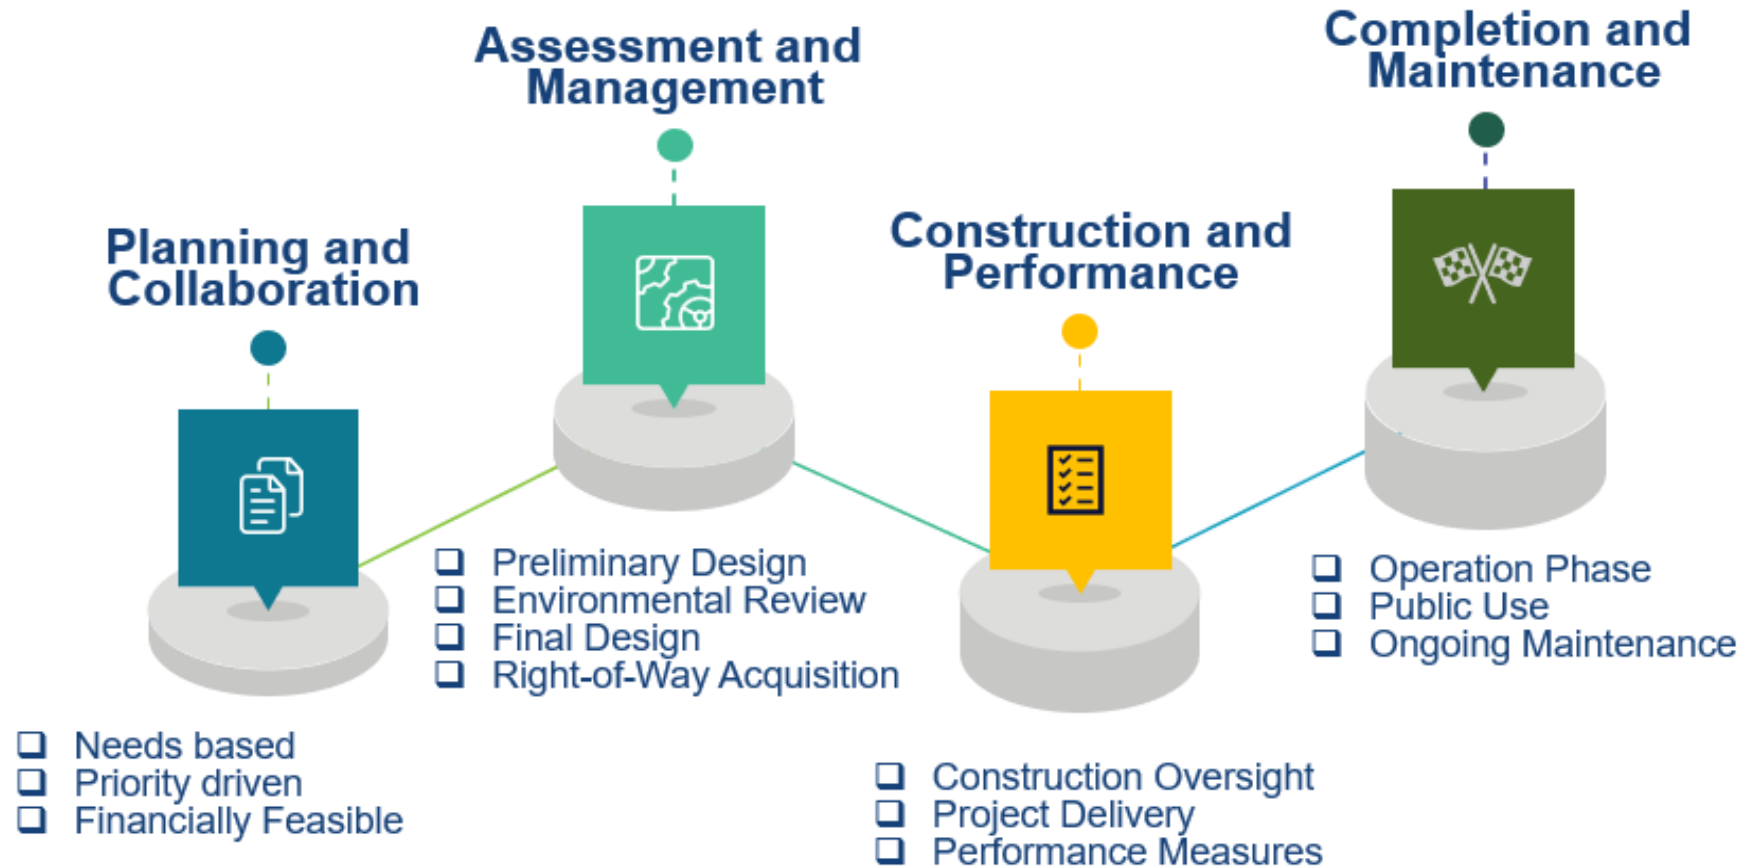 Planning and
Collaboration
Needs based
Priority driven
Financially Feasible
Assessment and
Management
Preliminary Design
Environmental Review
Final Design
Right-of-Way Acquisition
Construction and
Performance
Construction Oversight
Project Delivery
Performance Measures
Completion and
Maintenance
Operation Phase
Public Use
Ongoing Maintenance